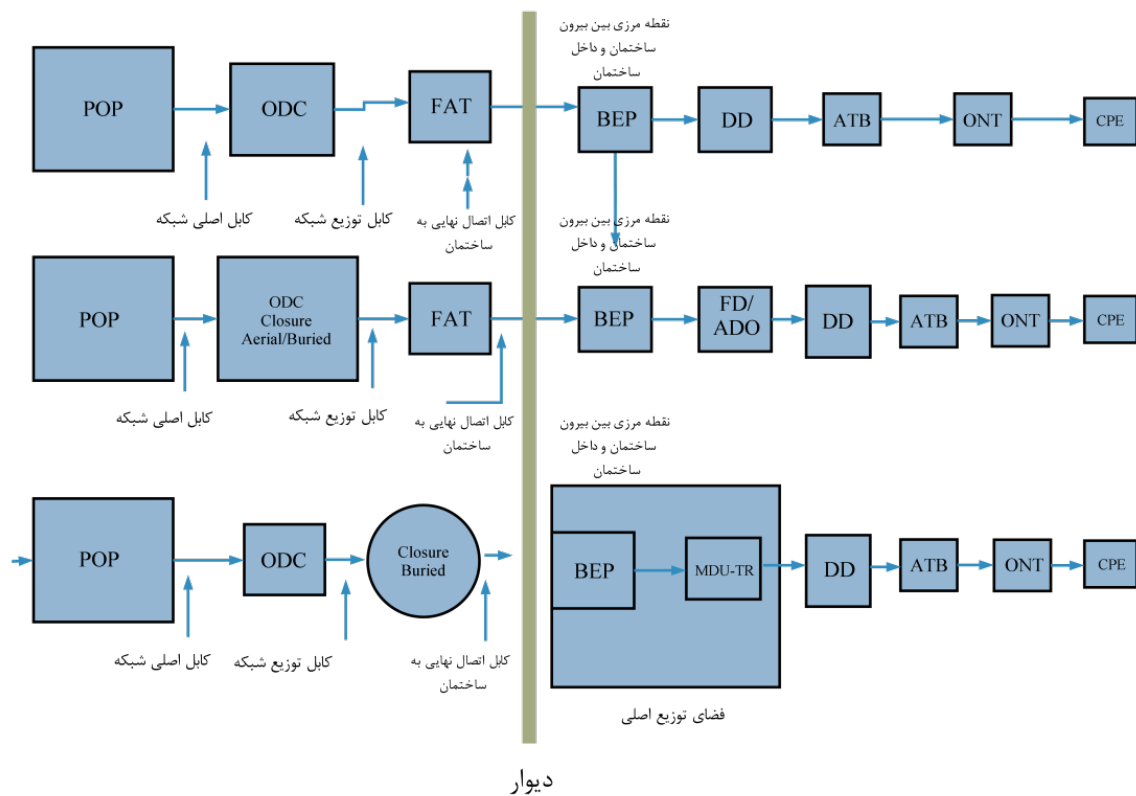 نقطه مرزی بین بیرون
ساختمان و داخل
ساختمان
POP
ODC
FAT
BEP
DD
ATB
ONT
CPE
کابل اصلی شبکه
کابل توزیع شبکه
کابل اتصال نهایی به
ساختمان
نقطه مرزی بین بیرون
ساختمان و داخل
ساختمان
POP
ODC
Closure
Aerial/Buried
FAT
BEP
FD/
ADO
DD
ATB
ONT
CPE
کابل اصلی شبکه
کابل توزیع شبکه
کابل اتصال نهایی به
ساختمان
نقطه مرزی بین بیرون
ساختمان و داخل
ساختمان
POP
ODC
Closure
Buried
BEP
MDU-TR
DD
ATB
ONT
CPE
کابل اصلی شبکه
کابل توزیع شبکه
کابل اتصال نهایی به
ساختمان
فضای توزیع اصلی
دیوار